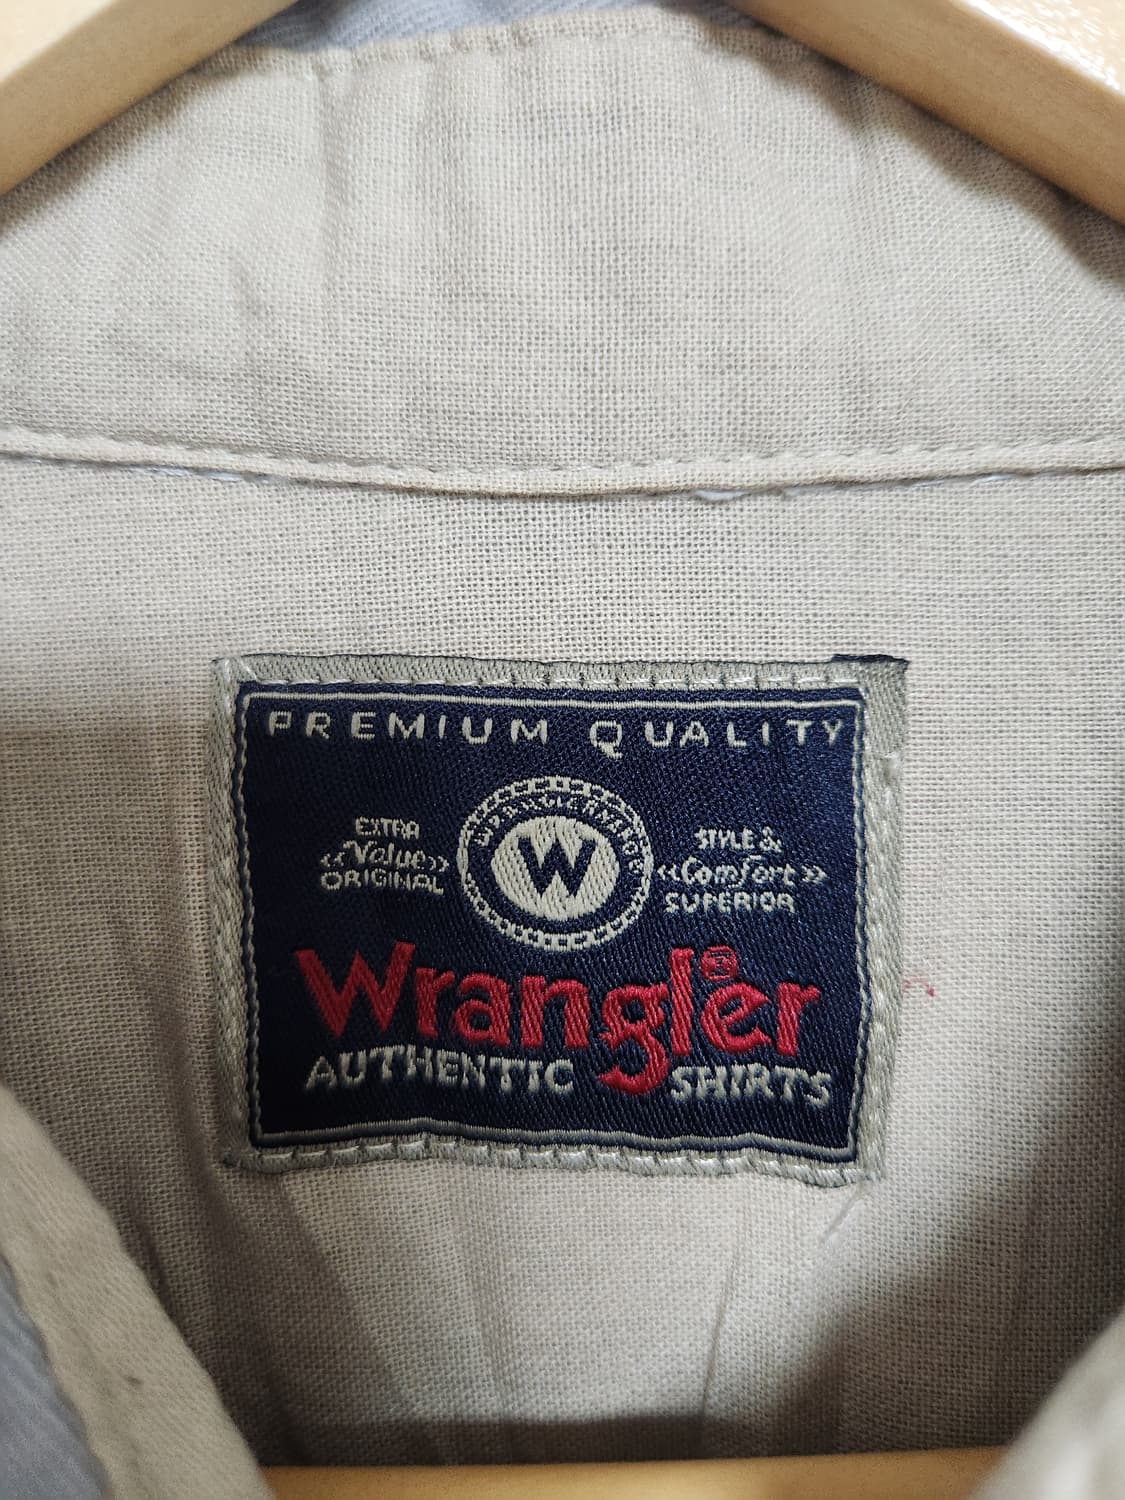 PREMIUM QUALITY
EXTRA
«Value»
ORIGINAL
W
STYLE &
«Comfort»
SUPERIOR
Wrangler®
AUTHENTIC SHIRTS